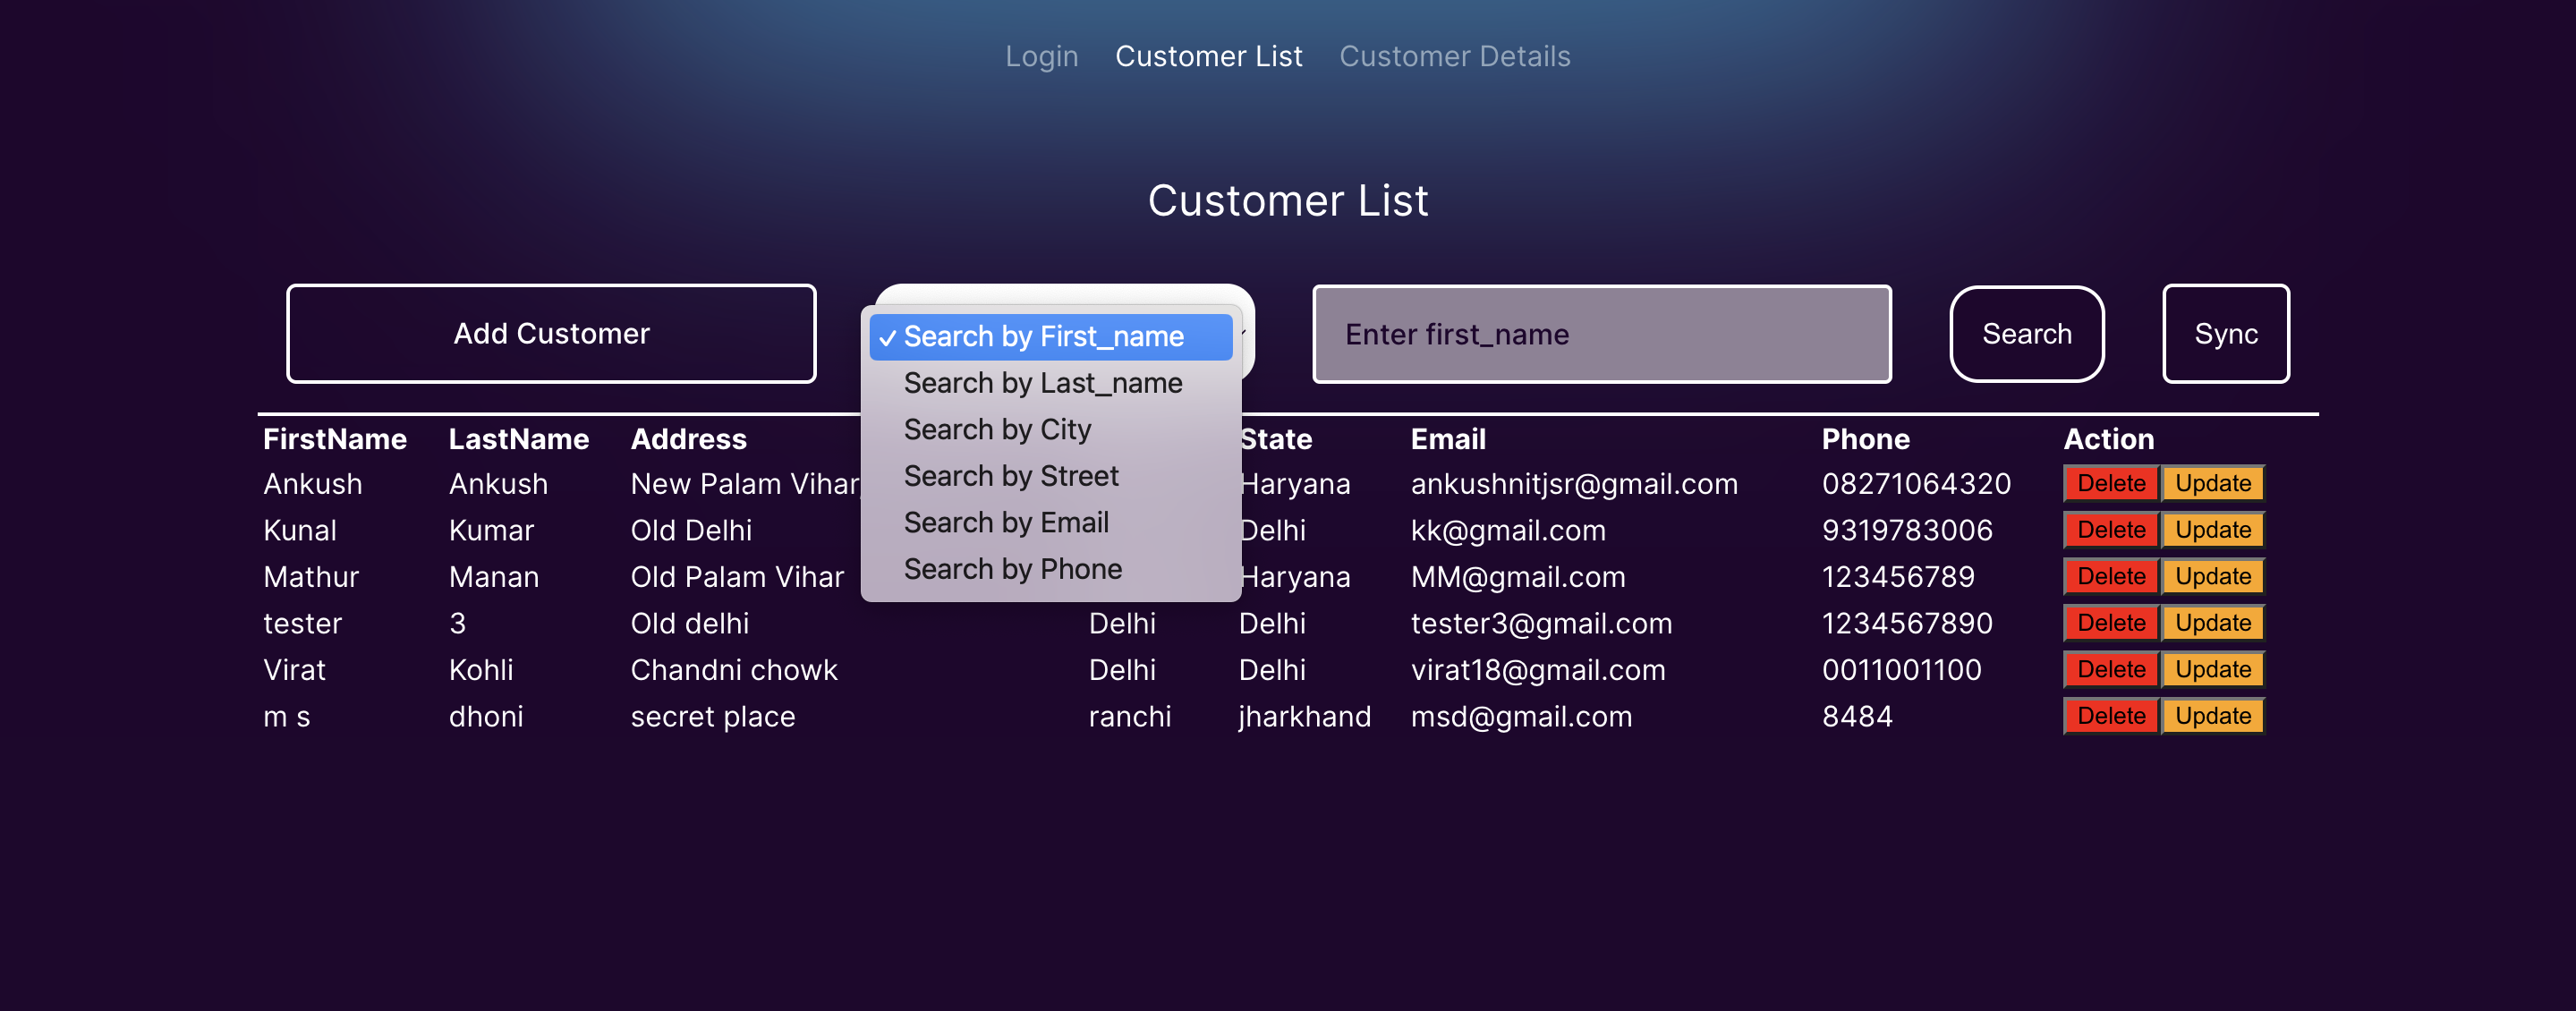 Login Customer List Customer Details
Customer List
Add Customer Enter first_name Search Sync
Search by First_name
Search by Last_name
Search by City
Search by Street
Search by Email
Search by Phone
FirstName LastName Address State Email Phone Action
Ankush Ankush New Palam Vihar, Haryana ankushnitjsr@gmail.com 08271064320 Delete Update
Kunal Kumar Old Delhi Delhi kk@gmail.com 9319783006 Delete Update
Mathur Manan Old Palam Vihar Haryana MM@gmail.com 123456789 Delete Update
tester 3 Old delhi Delhi Delhi tester3@gmail.com 1234567890 Delete Update
Virat Kohli Chandni chowk Delhi Delhi virat18@gmail.com 0011001100 Delete Update
m s dhoni secret place ranchi jharkhand msd@gmail.com 8484 Delete Update